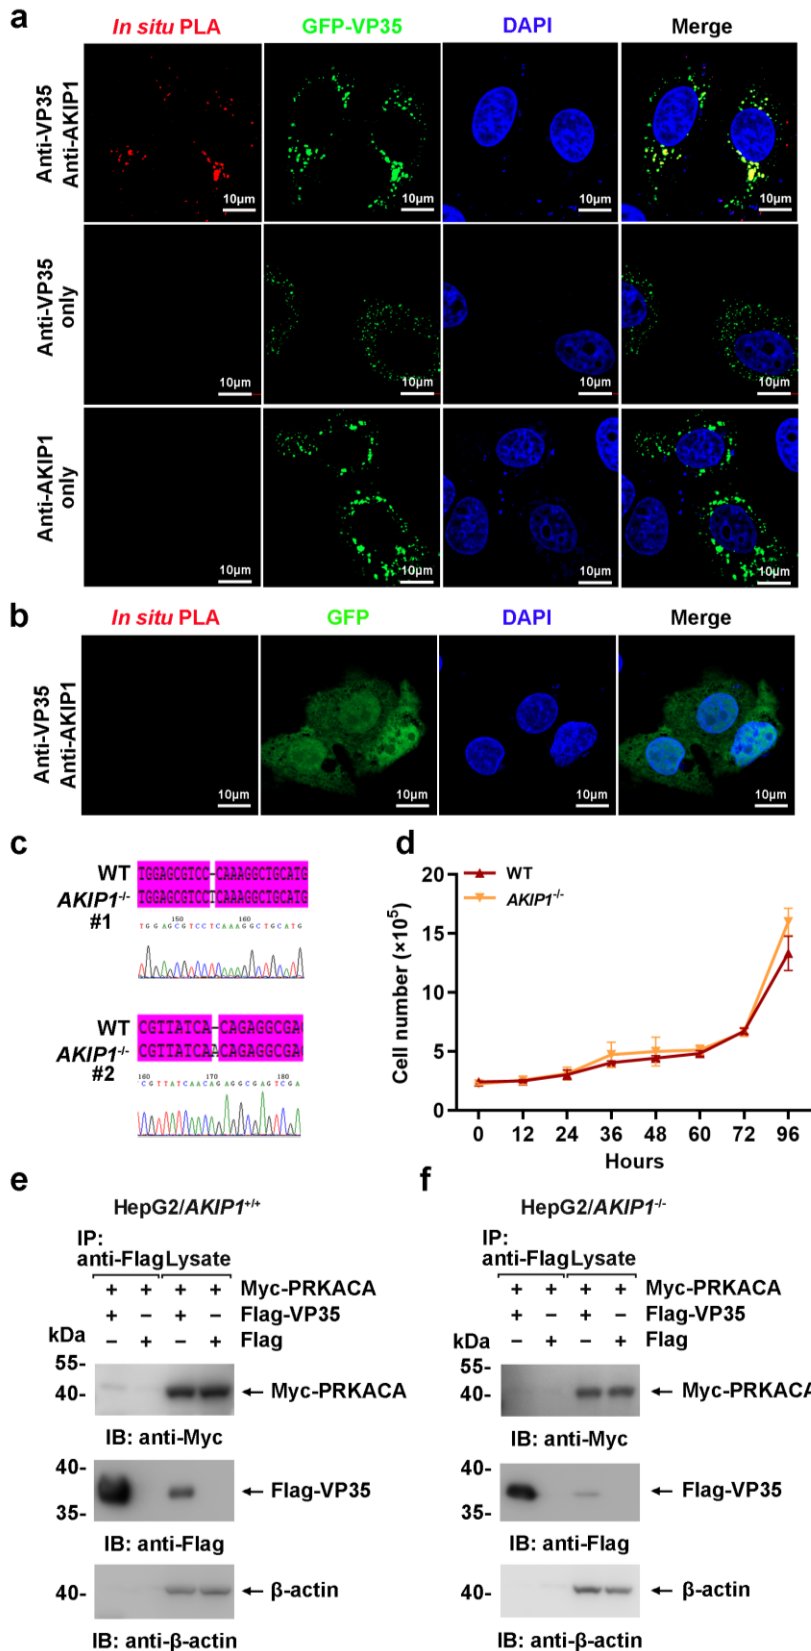 a
In situ PLA GFP-VP35 DAPI Merge
Anti-VP35
Anti-AKIP1
10μm 10μm 10μm 10μm
Anti-VP35
only
10μm 10μm 10μm 10μm
Anti-AKIP1
only
10μm 10μm 10μm 10μm
b
In situ PLA GFP DAPI Merge
Anti-VP35
Anti-AKIP1
10μm 10μm 10μm 10μm
c
WT TGGAGCGTCC-CAAAGGCTGCATG
AKIP1-/- TGGAGCGTCCTCAAAGGCTGCATG
#1
150 160
TGGAGCGTCCTCAAAGGCTGCATG
WT CGTTATCA-CAGAGGCGA
AKIP1-/- CGTTATCAACAGAGGCGA
#2
160 170 180
CGTTATCAACAGAGGCGAGTCGA
d
WT
AKIP1-/-
Cell number (×10⁵)
20
15
10
5
0
0 12 24 36 48 60 72 96
Hours
e
HepG2/AKIP1+/+
IP:
anti-Flag Lysate
+ + + + Myc-PRKACA
+ − + − Flag-VP35
− + − + Flag
kDa
55-
40-
← Myc-PRKACA
IB: anti-Myc
40-
35-
← Flag-VP35
IB: anti-Flag
40-
← β-actin
IB: anti-β-actin
f
HepG2/AKIP1-/-
IP:
anti-Flag Lysate
+ + + + Myc-PRKACA
+ − + − Flag-VP35
− + − + Flag
kDa
55-
40-
← Myc-PRKACA
IB: anti-Myc
40-
35-
← Flag-VP35
IB: anti-Flag
40-
← β-actin
IB: anti-β-actin